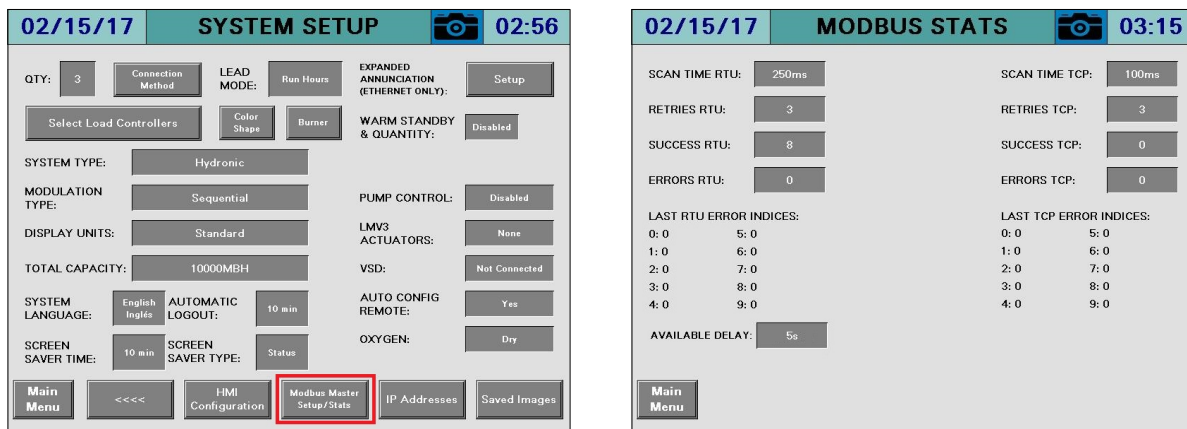 02/15/17 SYSTEM SETUP 02:56
QTY: 3 Connection Method LEAD MODE: Run Hours EXPANDED ANNUNCIATION (ETHERNET ONLY): Setup
Select Load Controllers Color Shape Burner WARM STANDBY & QUANTITY: Disabled
SYSTEM TYPE: Hydronic
MODULATION TYPE: Sequential PUMP CONTROL: Disabled
DISPLAY UNITS: Standard LMV3 ACTUATORS: None
TOTAL CAPACITY: 10000MBH VSD: Not Connected
SYSTEM LANGUAGE: English Inglés AUTOMATIC LOGOUT: 10 min AUTO CONFIG REMOTE: Yes
SCREEN SAVER TIME: 10 min SCREEN SAVER TYPE: Status OXYGEN: Dry
Main Menu <<<< HMI Configuration Modbus Master Setup/Stats IP Addresses Saved Images
02/15/17 MODBUS STATS 03:15
SCAN TIME RTU: 250ms SCAN TIME TCP: 100ms
RETRIES RTU: 3 RETRIES TCP: 3
SUCCESS RTU: 8 SUCCESS TCP: 0
ERRORS RTU: 0 ERRORS TCP: 0
LAST RTU ERROR INDICES: LAST TCP ERROR INDICES:
0: 0 5: 0 0: 0 5: 0
1: 0 6: 0 1: 0 6: 0
2: 0 7: 0 2: 0 7: 0
3: 0 8: 0 3: 0 8: 0
4: 0 9: 0 4: 0 9: 0
AVAILABLE DELAY: 5s
Main Menu